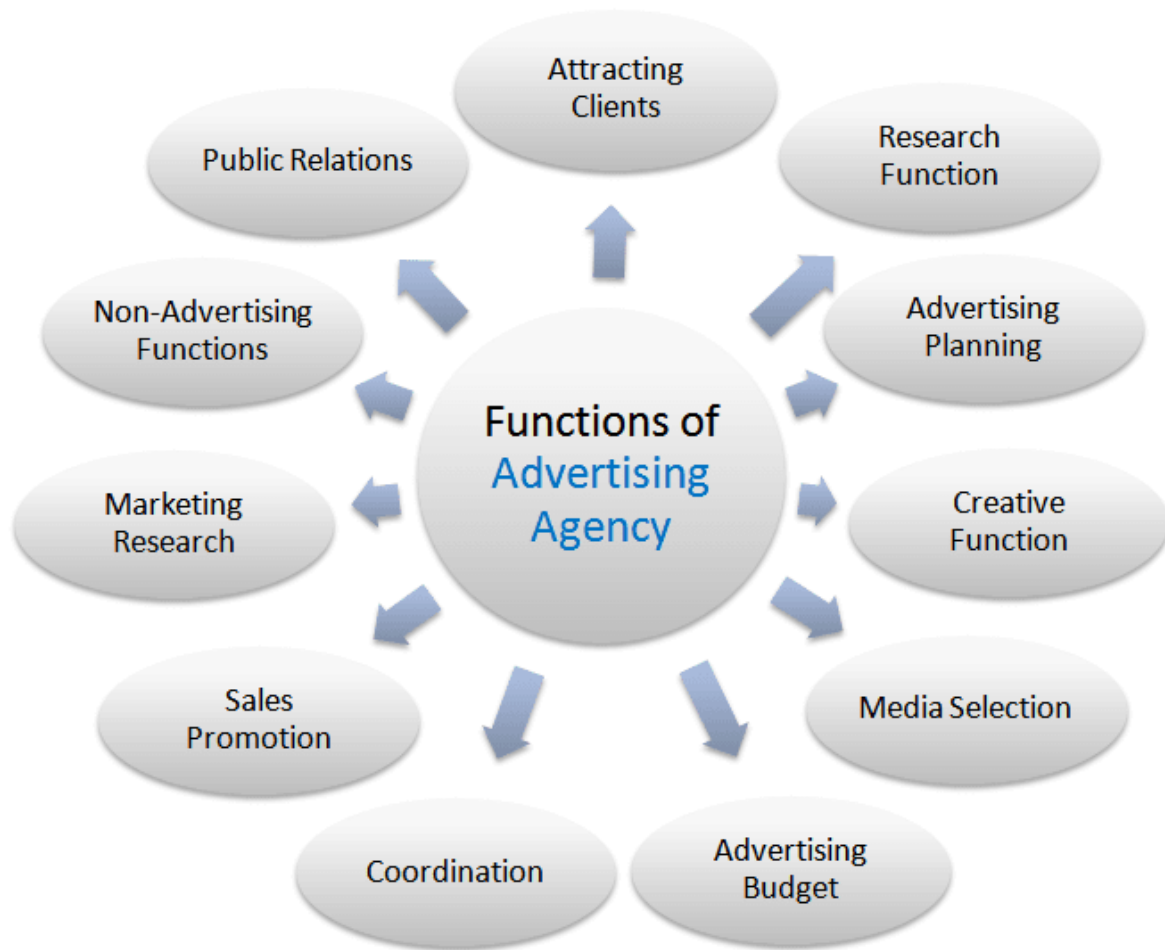 Functions of
Advertising
Agency
Attracting
Clients
Research
Function
Advertising
Planning
Creative
Function
Media Selection
Advertising
Budget
Coordination
Sales
Promotion
Marketing
Research
Non-Advertising
Functions
Public Relations